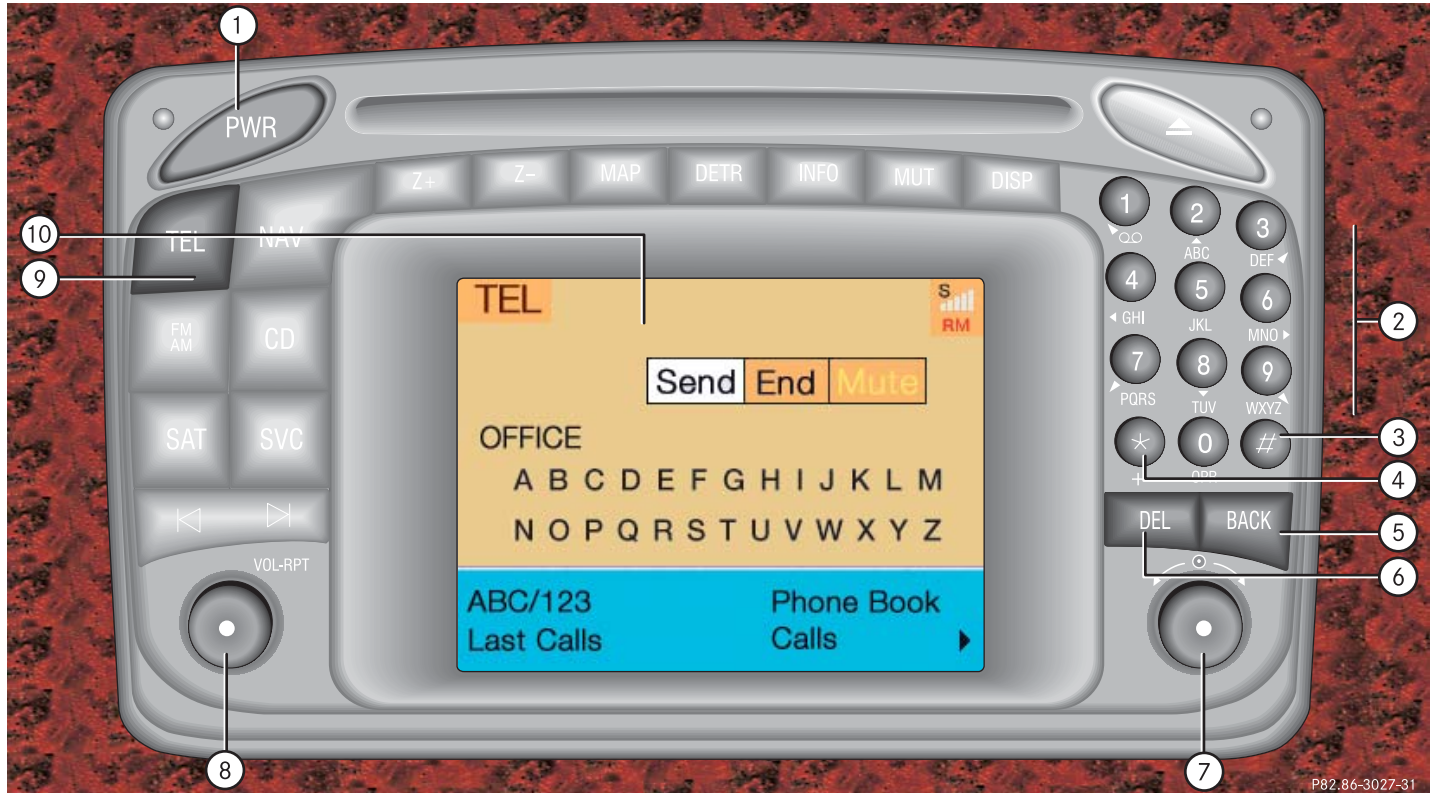 1
PWR
Z+ Z- MAP DETR INFO MUT DISP
TEL NAV
10
9
FM
AM
CD
SAT SVC
VOL-RPT
8
TEL
S
RM
Send End Mute
OFFICE
A B C D E F G H I J K L M
N O P Q R S T U V W X Y Z
ABC/123 Phone Book
Last Calls Calls
1 2 3
ABC DEF
4 5 6
GHI JKL MNO
7 8 9
PQRS TUV WXYZ
* 0 #
+ OPR
DEL BACK
2
3
4
5
6
7
P82.86-3027-31